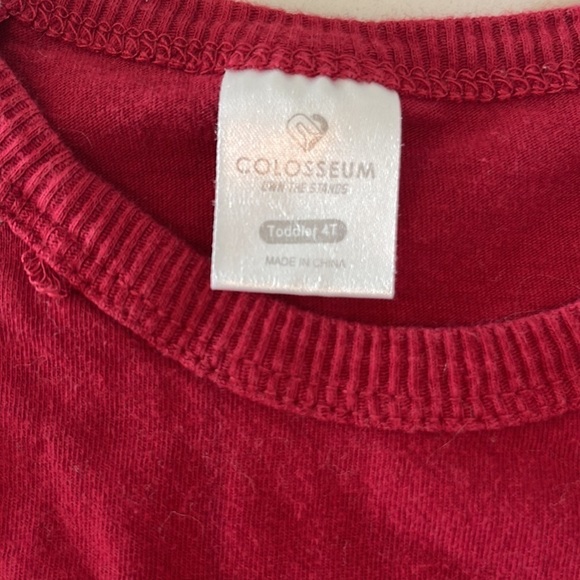 COLOSSEUM
OWN THE STANDS
Toddler 4T
MADE IN CHINA